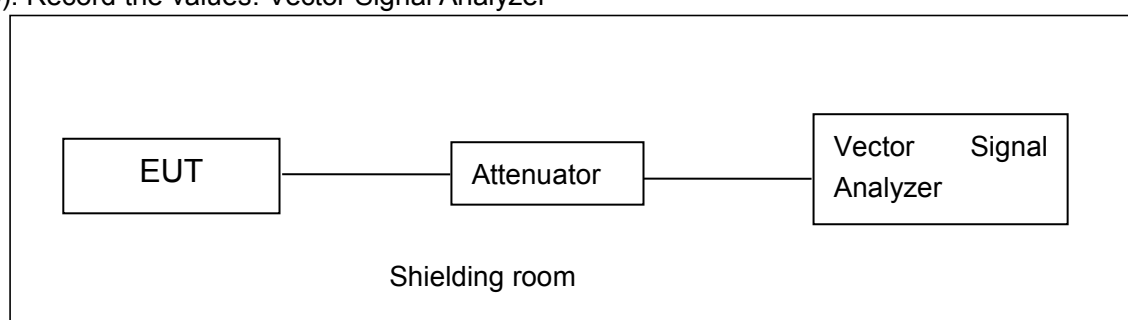 ). Record the values. Vector Signal Analyzer
EUT
Attenuator
Vector Signal
Analyzer
Shielding room